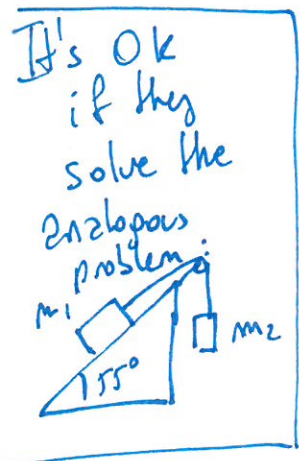 It's Ok
if they
solve the
analogous
problem:
m1
m2
55°